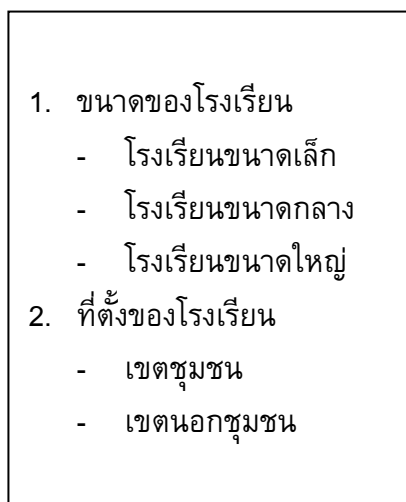 1. ขนาดของโรงเรียน
- โรงเรียนขนาดเล็ก
- โรงเรียนขนาดกลาง
- โรงเรียนขนาดใหญ่
2. ที่ตั้งของโรงเรียน
- เขตชุมชน
- เขตนอกชุมชน